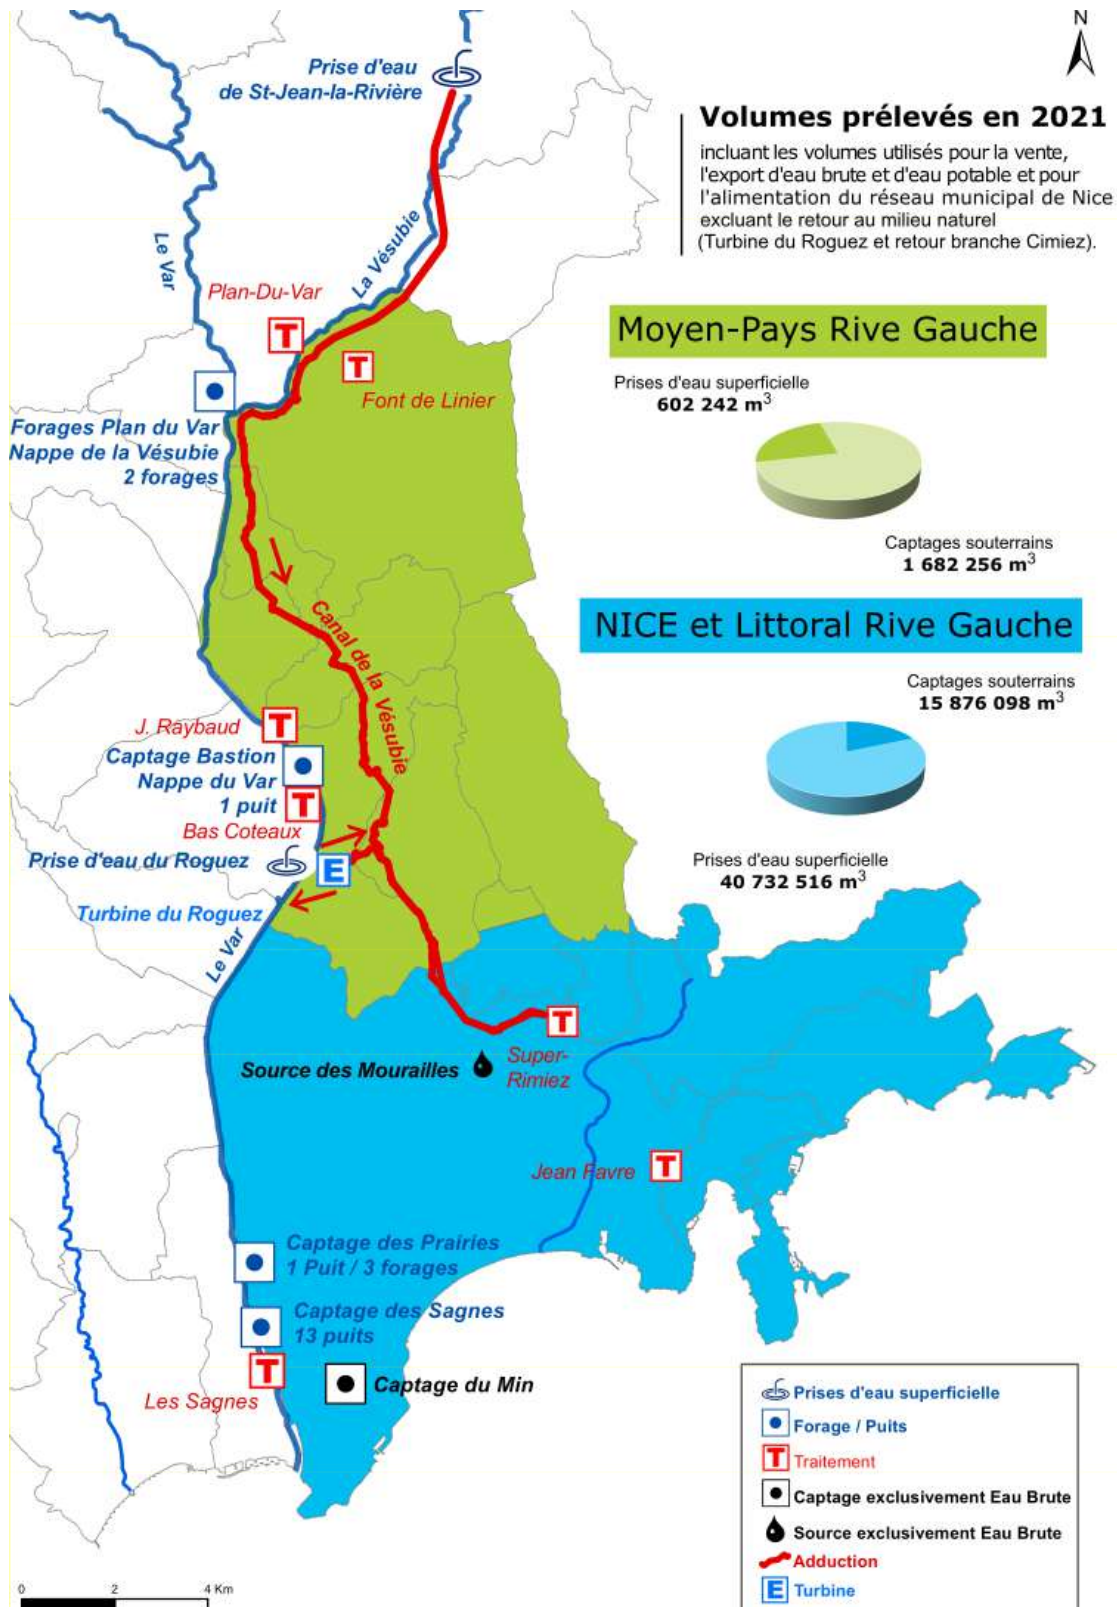 N
Prise d'eau
de St-Jean-la-Rivière
Volumes prélevés en 2021
incluant les volumes utilisés pour la vente,
l'export d'eau brute et d'eau potable et pour
l'alimentation du réseau municipal de Nice
excluant le retour au milieu naturel
(Turbine du Roguez et retour branche Cimiez).
Le Var
La Vésubie
Plan-Du-Var
T
T
Font de Linier
Forages Plan du Var
Nappe de la Vésubie
2 forages
Moyen-Pays Rive Gauche
Prises d'eau superficielle
602 242 m³
Captages souterrains
1 682 256 m³
NICE et Littoral Rive Gauche
Captages souterrains
15 876 098 m³
Prises d'eau superficielle
40 732 516 m³
Canal de la Vésubie
J. Raybaud
T
Captage Bastion
Nappe du Var
1 puit
T
Bas Coteaux
Prise d'eau du Roguez
E
Turbine du Roguez
Le Var
T
Source des Mourailles
Super-
Rimiez
Jean Favre
T
Captage des Prairies
1 Puit / 3 forages
Captage des Sagnes
13 puits
T
Les Sagnes
Captage du Min
Prises d'eau superficielle
Forage / Puits
T Traitement
Captage exclusivement Eau Brute
Source exclusivement Eau Brute
Adduction
E Turbine
0 2 4 Km